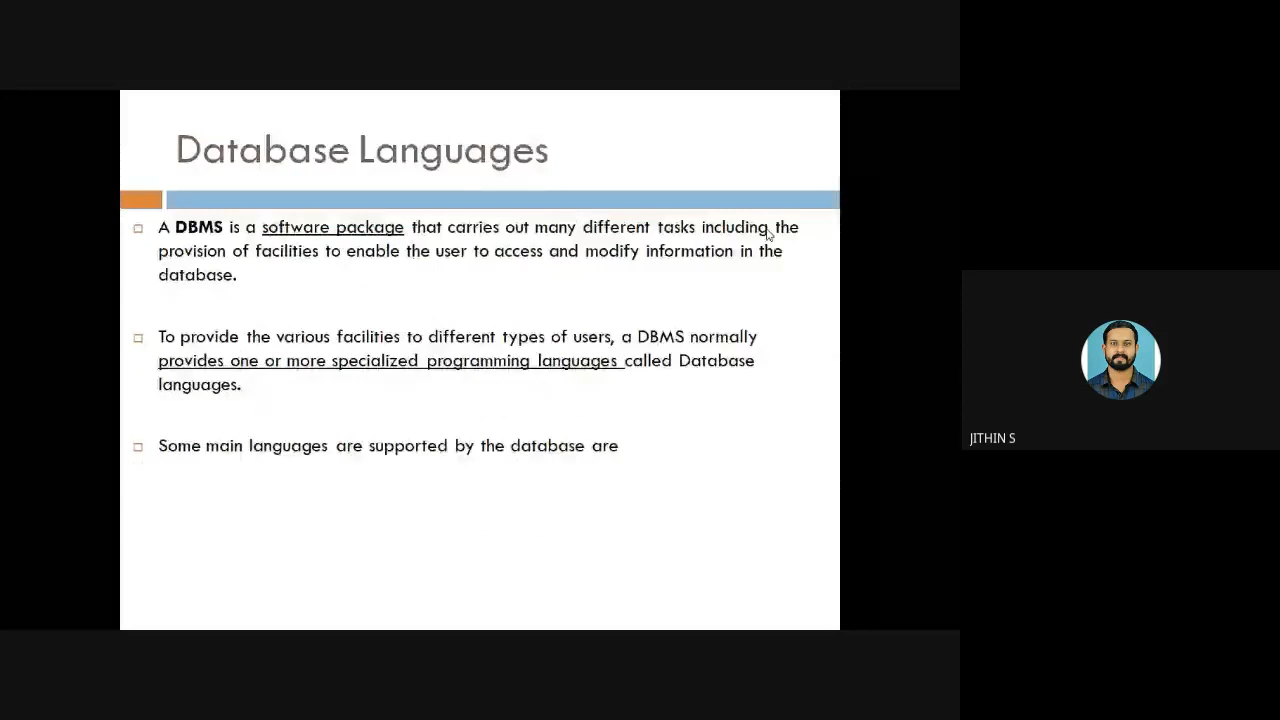 Database Languages
A DBMS is a software package that carries out many different tasks including the
provision of facilities to enable the user to access and modify information in the
database.
To provide the various facilities to different types of users, a DBMS normally
provides one or more specialized programming languages called Database
languages.
Some main languages are supported by the database are
JITHIN S